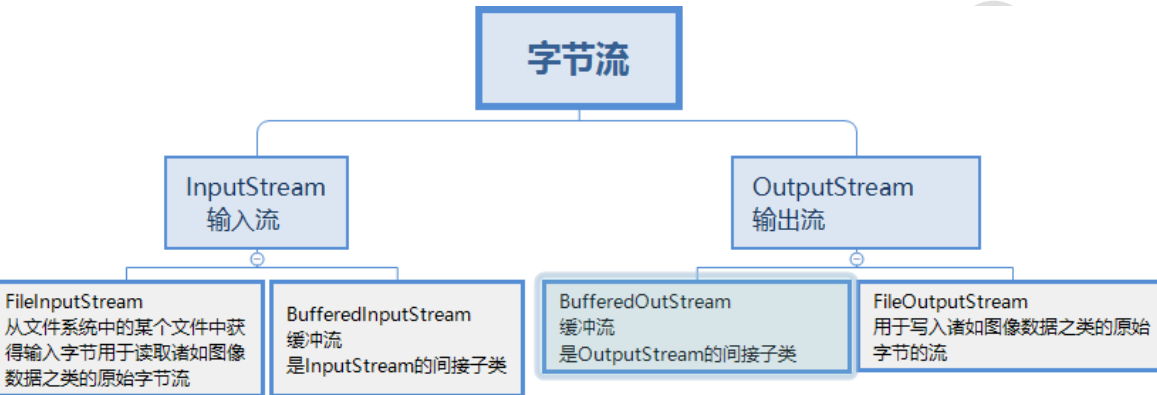 字节流
InputStream
输入流
OutputStream
输出流
FileInputStream
从文件系统中的某个文件中获
得输入字节用于读取诸如图像
数据之类的原始字节流
BufferedInputStream
缓冲流
是InputStream的间接子类
BufferedOutStream
缓冲流
是OutputStream的间接子类
FileOutputStream
用于写入诸如图像数据之类的原始
字节的流